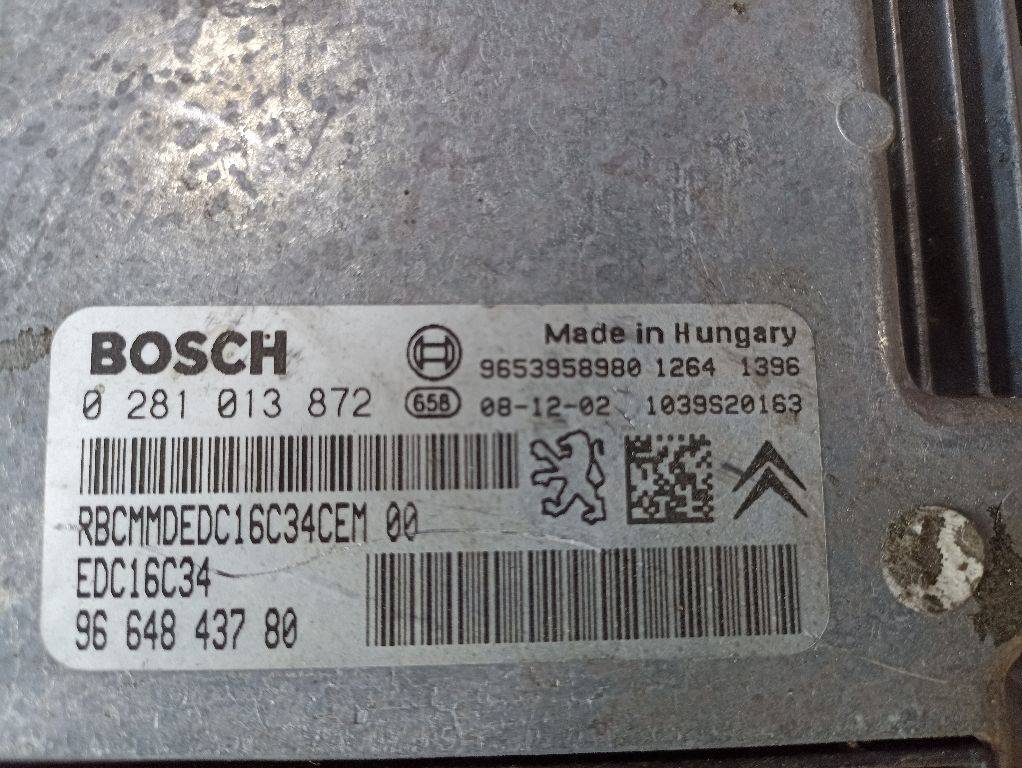 BOSCH
Made in Hungary
9653958980 1264 1396
0 281 013 872
658 08-12-02 1039S20163
RBCMMDEDC16C34CEM 00
EDC16C34
96 648 437 80